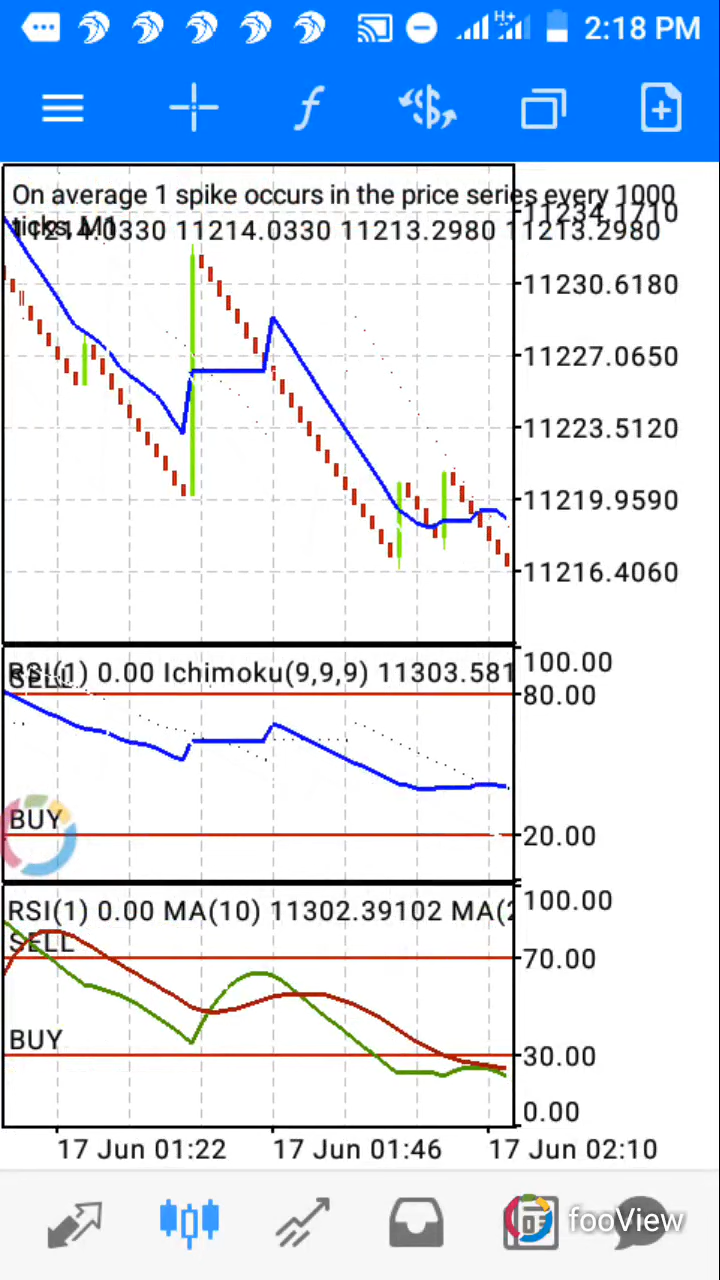 H+ 2:18 PM
f $
On average 1 spike occurs in the price series every 1000
ticks, M1
11214.0330 11214.0330 11213.2980 11213.2980
11234.1710
11230.6180
11227.0650
11223.5120
11219.9590
11216.4060
RSI(1) 0.00 Ichimoku(9,9,9) 11303.581
SELL
100.00
80.00
BUY
20.00
RSI(1) 0.00 MA(10) 11302.39102 MA(2
SELL
100.00
70.00
BUY
30.00
0.00
17 Jun 01:22 17 Jun 01:46 17 Jun 02:10
fooView